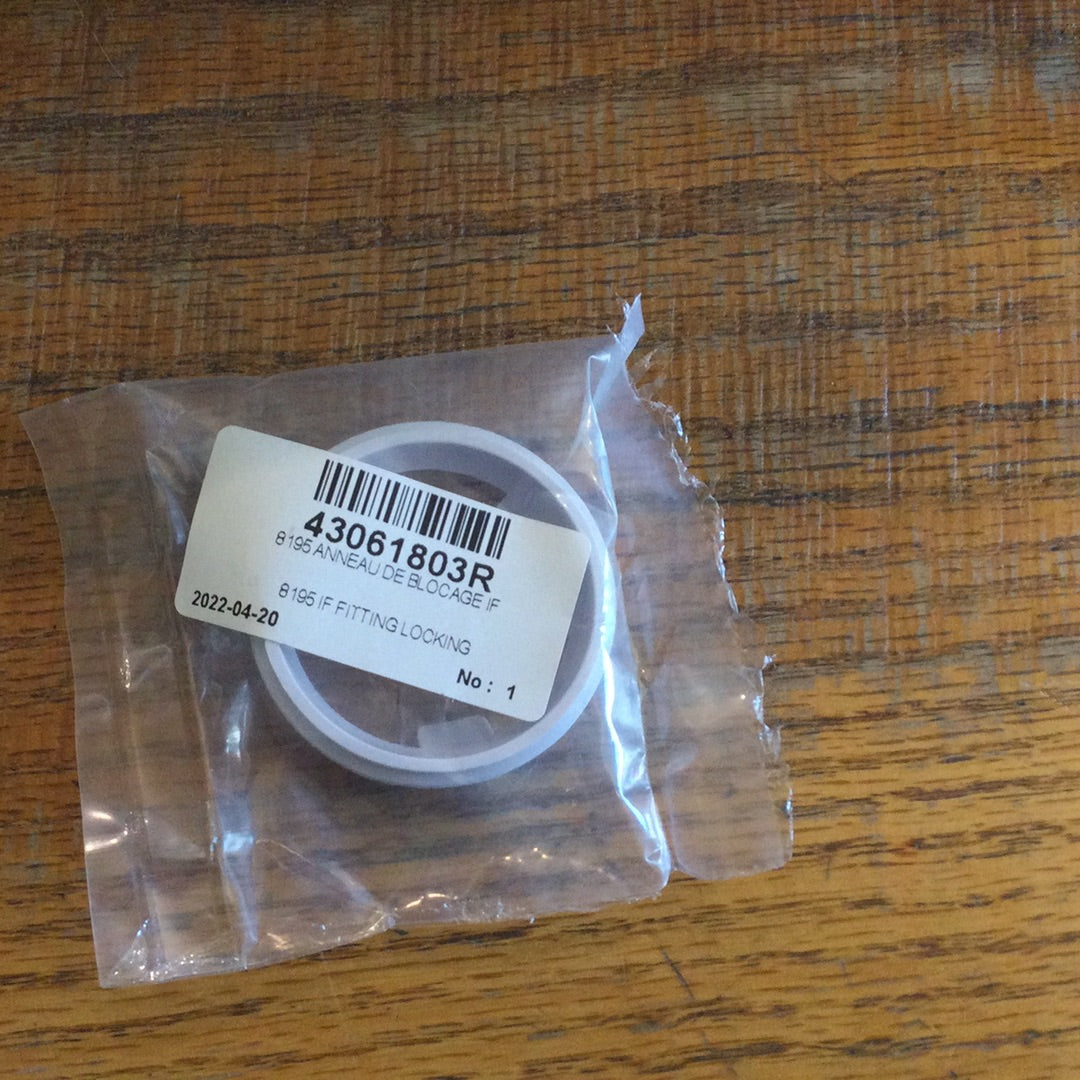 43061803R
8195 ANNEAU DE BLOCAGE IF
8195 IF FITTING LOCKING
2022-04-20
No : 1